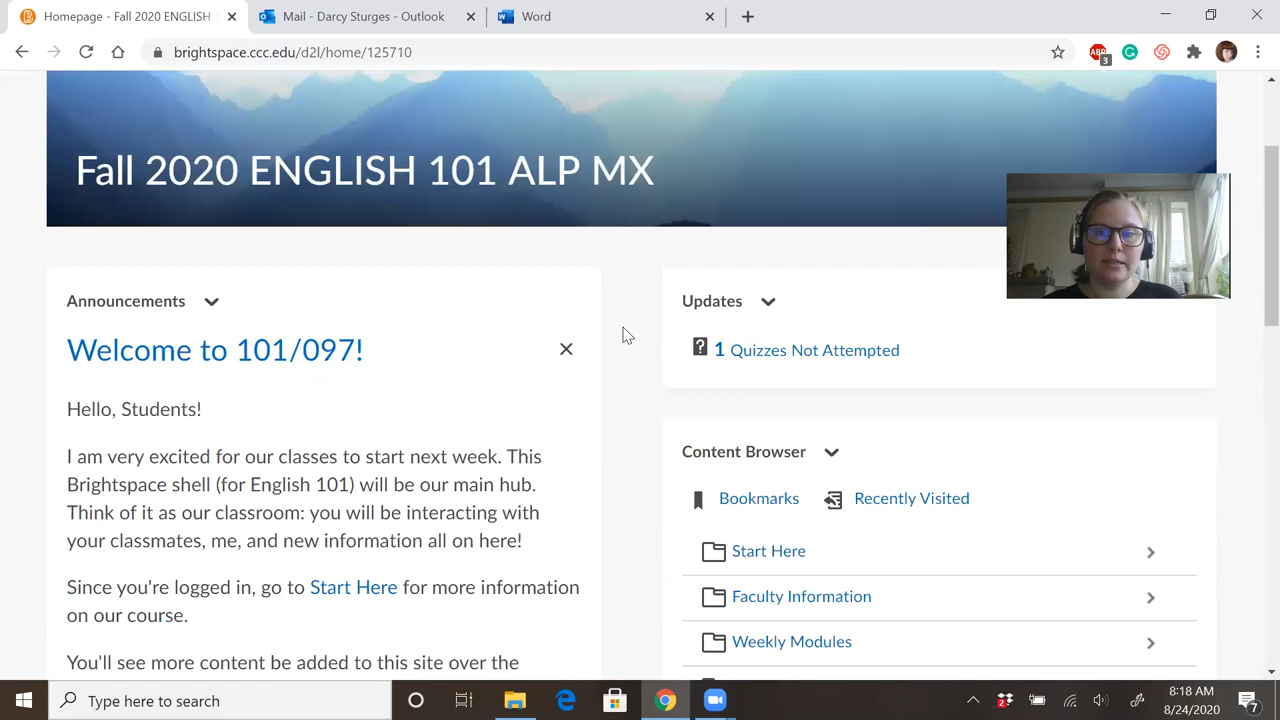 Homepage - Fall 2020 ENGLISH
Mail - Darcy Sturges - Outlook
Word
brightspace.ccc.edu/d2l/home/125710
ABP
3
Fall 2020 ENGLISH 101 ALP MX
Announcements
Welcome to 101/097!
Hello, Students!
I am very excited for our classes to start next week. This
Brightspace shell (for English 101) will be our main hub.
Think of it as our classroom: you will be interacting with
your classmates, me, and new information all on here!
Since you're logged in, go to Start Here for more information
on our course.
You'll see more content be added to this site over the
Updates
1 Quizzes Not Attempted
Content Browser
Bookmarks
Recently Visited
Start Here
Faculty Information
Weekly Modules
Type here to search
2
8:18 AM
8/24/2020
7